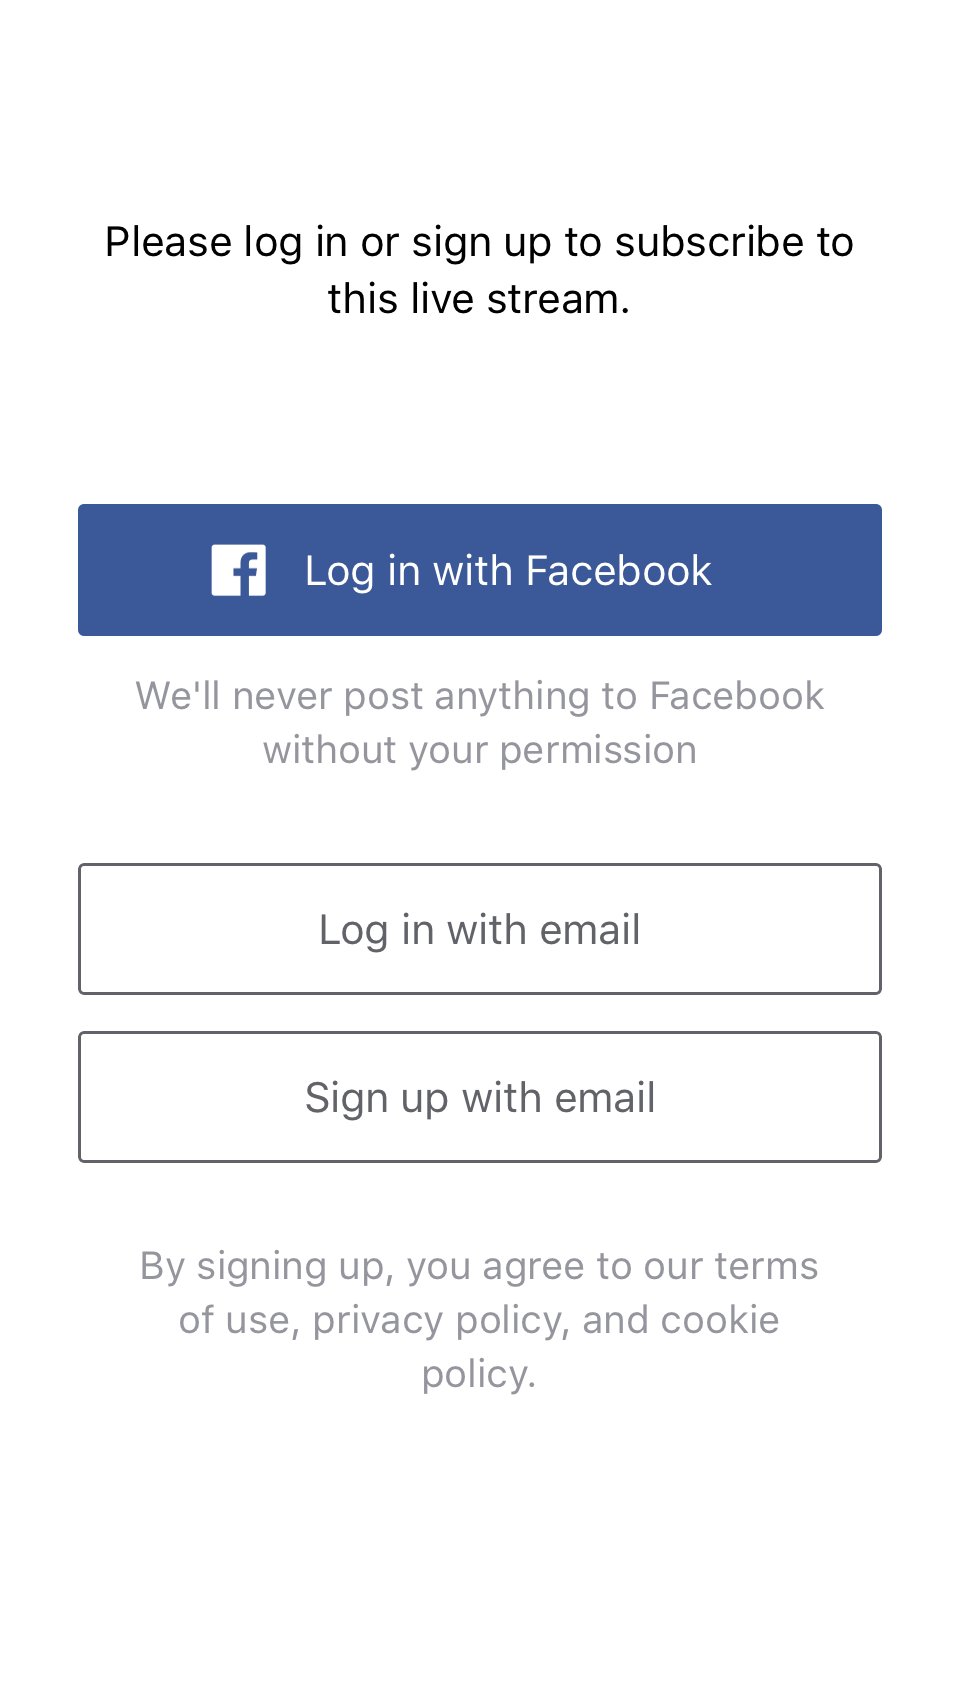 Please log in or sign up to subscribe to
this live stream.
Log in with Facebook
We'll never post anything to Facebook
without your permission
Log in with email
Sign up with email
By signing up, you agree to our terms
of use, privacy policy, and cookie
policy.